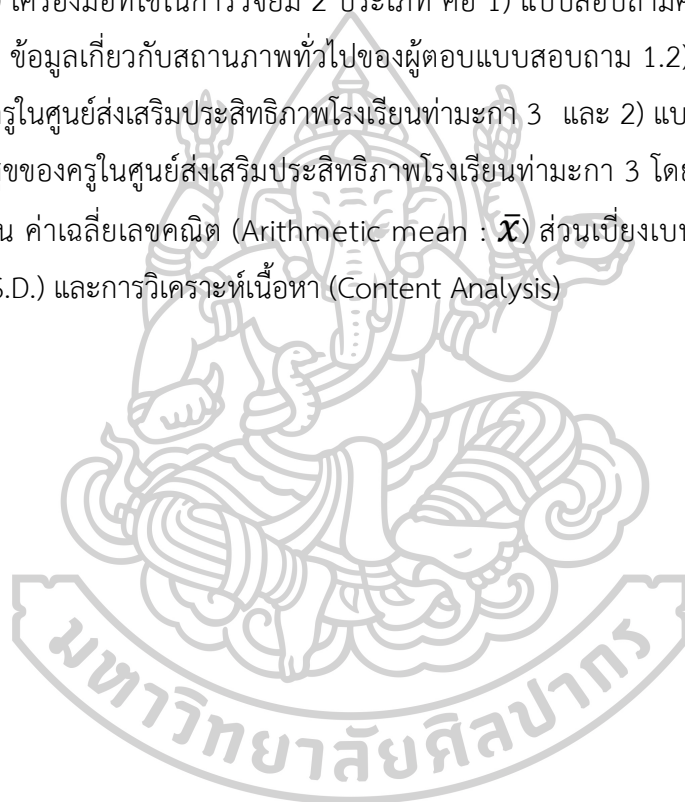 เครื่องมือที่ใช้ในการวิจัยมี 2 ประเภท คือ 1) แบบสอบถาม
ข้อมูลเกี่ยวกับสถานภาพทั่วไปของผู้ตอบแบบสอบถาม 1.2)
ครูในศูนย์ส่งเสริมประสิทธิภาพโรงเรียนท่ามะกา 3 และ 2)
ของครูในศูนย์ส่งเสริมประสิทธิภาพโรงเรียนท่ามะกา 3 โดย
ค่าเฉลี่ยเลขคณิต (Arithmetic mean : x̄) ส่วนเบี่ยงเบน
S.D.) และการวิเคราะห์เนื้อหา (Content Analysis)
มหาวิทยาลัยศิลปากร